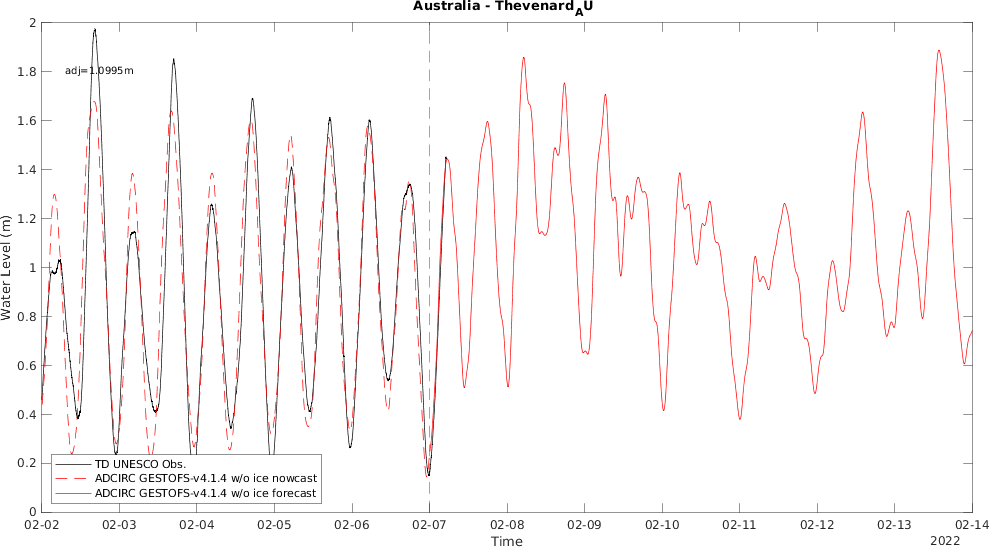 Australia - Thevenard_AU
adj=1.0995m
Water Level (m)
2
1.8
1.6
1.4
1.2
1
0.8
0.6
0.4
0.2
0
TD UNESCO Obs.
ADCIRC GESTOFS-v4.1.4 w/o ice nowcast
ADCIRC GESTOFS-v4.1.4 w/o ice forecast
02-02 02-03 02-04 02-05 02-06 02-07 02-08 02-09 02-10 02-11 02-12 02-13 02-14
Time
2022